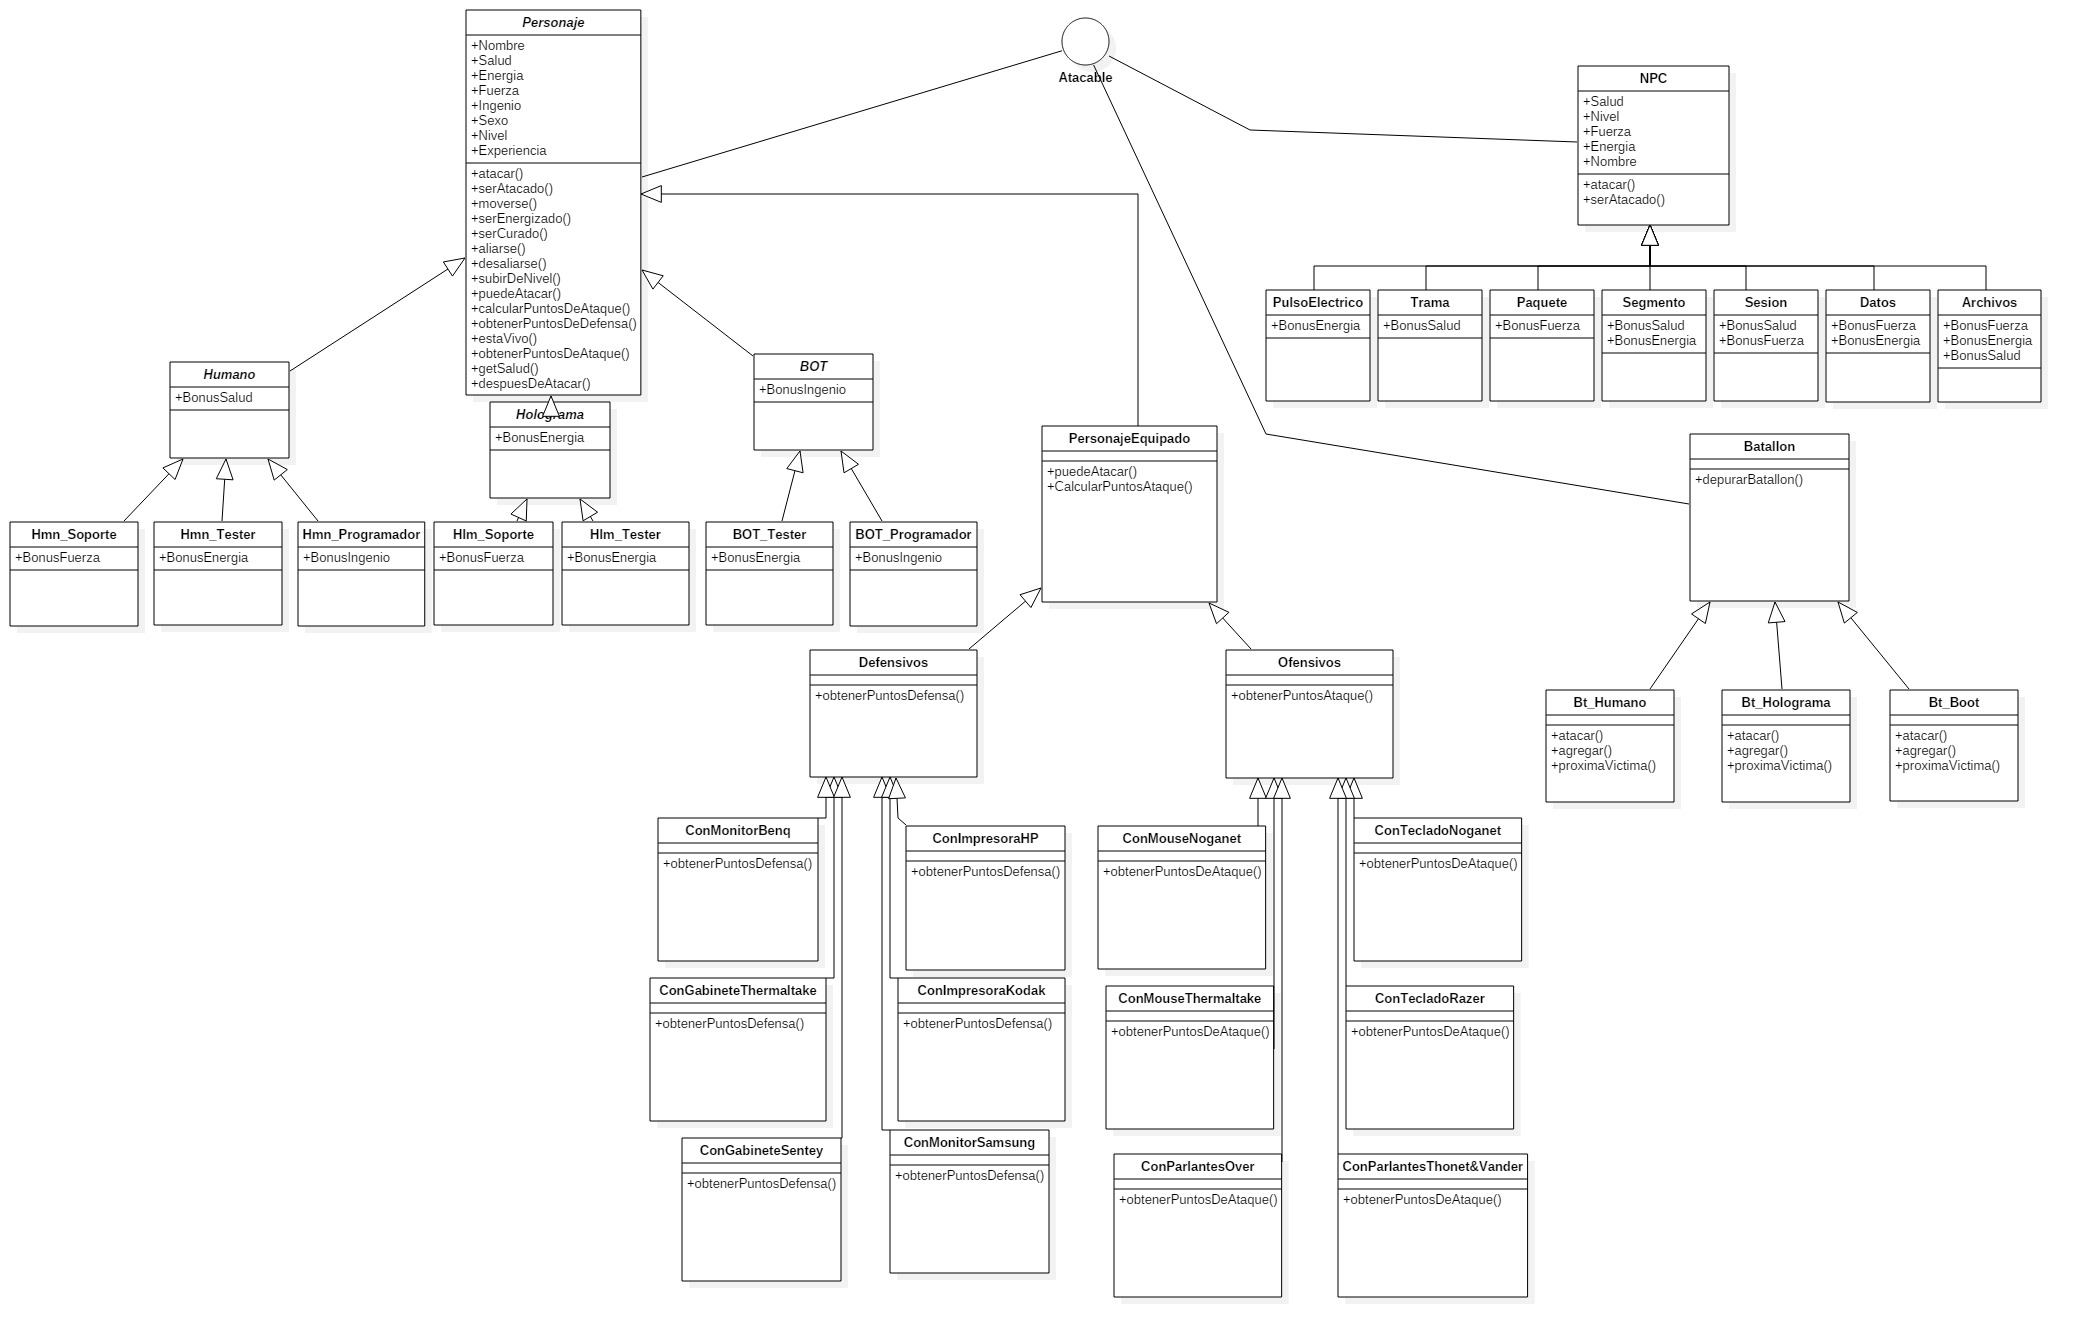 Personaje
+Nombre
+Salud
+Energia
+Fuerza
+Ingenio
+Sexo
+Nivel
+Experiencia
+atacar()
+serAtacado()
+moverse()
+serEnergizado()
+serCurado()
+aliarse()
+desaliarse()
+subirDeNivel()
+puedeAtacar()
+calcularPuntosDeAtaque()
+obtenerPuntosDeDefensa()
+estaVivo()
+obtenerPuntosDeAtaque()
+getSalud()
+despuesDeAtacar()
Atacable
NPC
+Salud
+Nivel
+Fuerza
+Energia
+Nombre
+atacar()
+serAtacado()
PulsoElectrico
+BonusEnergia
Trama
+BonusSalud
Paquete
+BonusFuerza
Segmento
+BonusSalud
+BonusEnergia
Sesion
+BonusSalud
+BonusFuerza
Datos
+BonusFuerza
+BonusEnergia
Archivos
+BonusFuerza
+BonusEnergia
+BonusSalud
Humano
+BonusSalud
Holograma
+BonusEnergia
BOT
+BonusIngenio
PersonajeEquipado
+puedeAtacar()
+CalcularPuntosAtaque()
Batallon
+depurarBatallon()
Hmn_Soporte
+BonusFuerza
Hmn_Tester
+BonusEnergia
Hmn_Programador
+BonusIngenio
Hlm_Soporte
+BonusFuerza
Hlm_Tester
+BonusEnergia
BOT_Tester
+BonusEnergia
BOT_Programador
+BonusIngenio
Defensivos
+obtenerPuntosDefensa()
Ofensivos
+obtenerPuntosAtaque()
Bt_Humano
+atacar()
+agregar()
+proximaVictima()
Bt_Holograma
+atacar()
+agregar()
+proximaVictima()
Bt_Boot
+atacar()
+agregar()
+proximaVictima()
ConMonitorBenq
+obtenerPuntosDefensa()
ConImpresoraHP
+obtenerPuntosDefensa()
ConMouseNoganet
+obtenerPuntosDeAtaque()
ConTecladoNoganet
+obtenerPuntosDeAtaque()
ConGabineteThermaltake
+obtenerPuntosDefensa()
ConImpresoraKodak
+obtenerPuntosDefensa()
ConMouseThermaltake
+obtenerPuntosDeAtaque()
ConTecladoRazer
+obtenerPuntosDeAtaque()
ConGabineteSentey
+obtenerPuntosDefensa()
ConMonitorSamsung
+obtenerPuntosDefensa()
ConParlantesOver
+obtenerPuntosDeAtaque()
ConParlantesThonet&Vander
+obtenerPuntosDeAtaque()